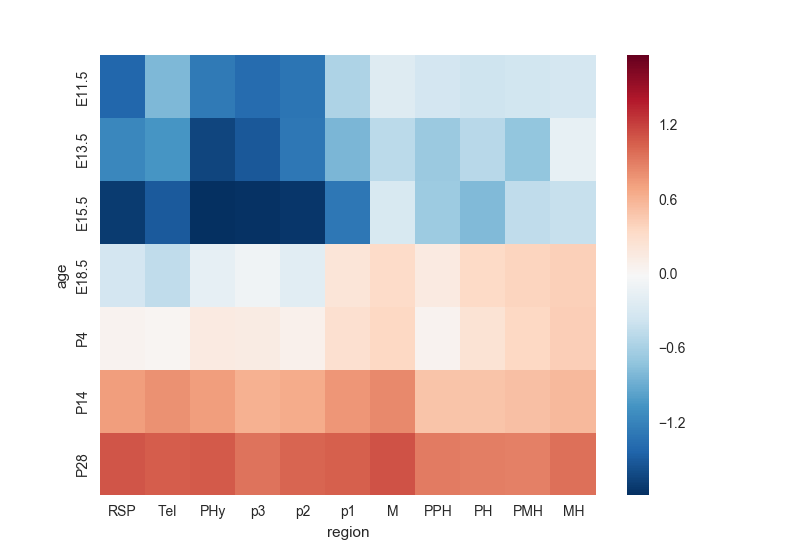 E11.5
E13.5
E15.5
E18.5
P4
P14
P28
age
RSP Tel PHy p3 p2 p1 M PPH PH PMH MH
region
1.2
0.6
0.0
−0.6
−1.2